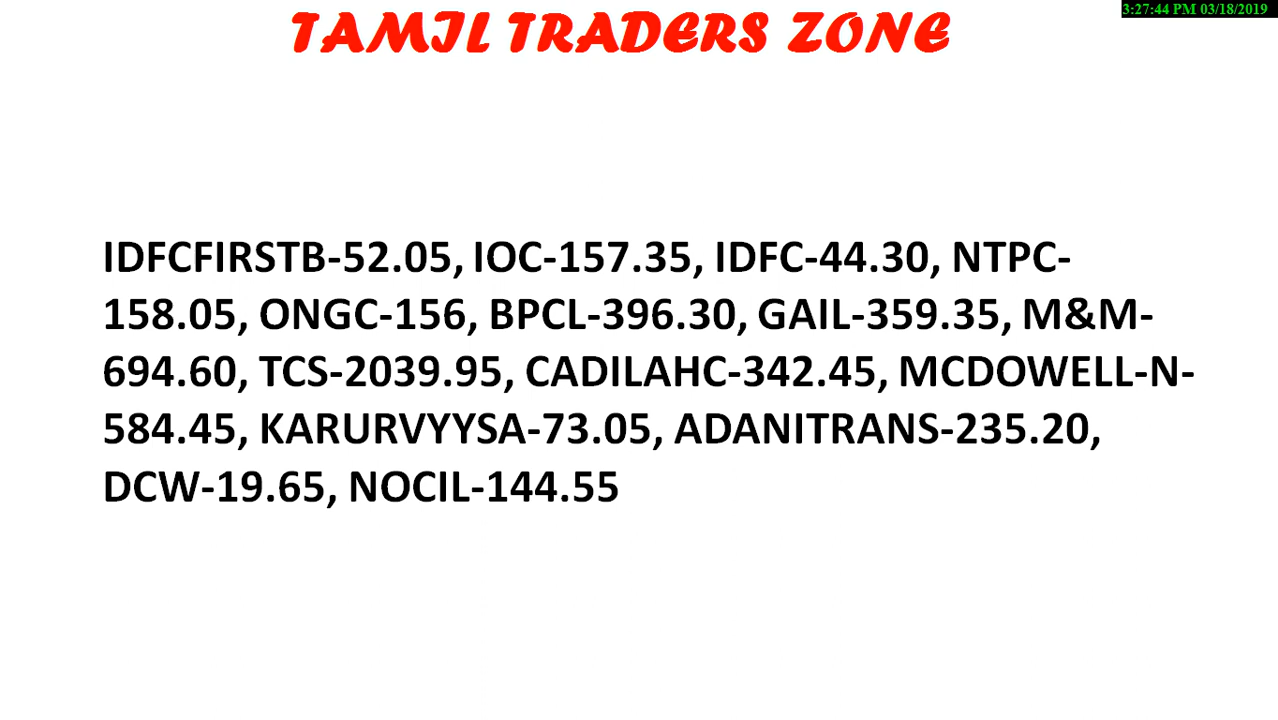 3:27:44 PM 03/18/2019
TAMIL TRADERS ZONE
IDFCFIRSTB-52.05, IOC-157.35, IDFC-44.30, NTPC-
158.05, ONGC-156, BPCL-396.30, GAIL-359.35, M&M-
694.60, TCS-2039.95, CADILAHC-342.45, MCDOWELL-N-
584.45, KARURVYYSA-73.05, ADANITRANS-235.20,
DCW-19.65, NOCIL-144.55